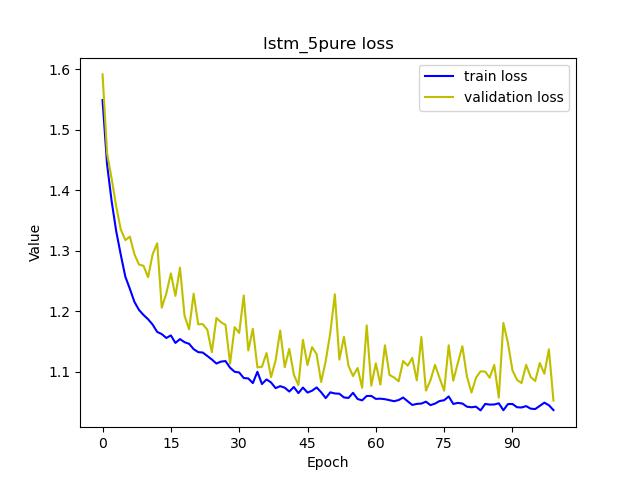 lstm_5pure loss
train loss
validation loss
Value
1.6
1.5
1.4
1.3
1.2
1.1
0 15 30 45 60 75 90
Epoch